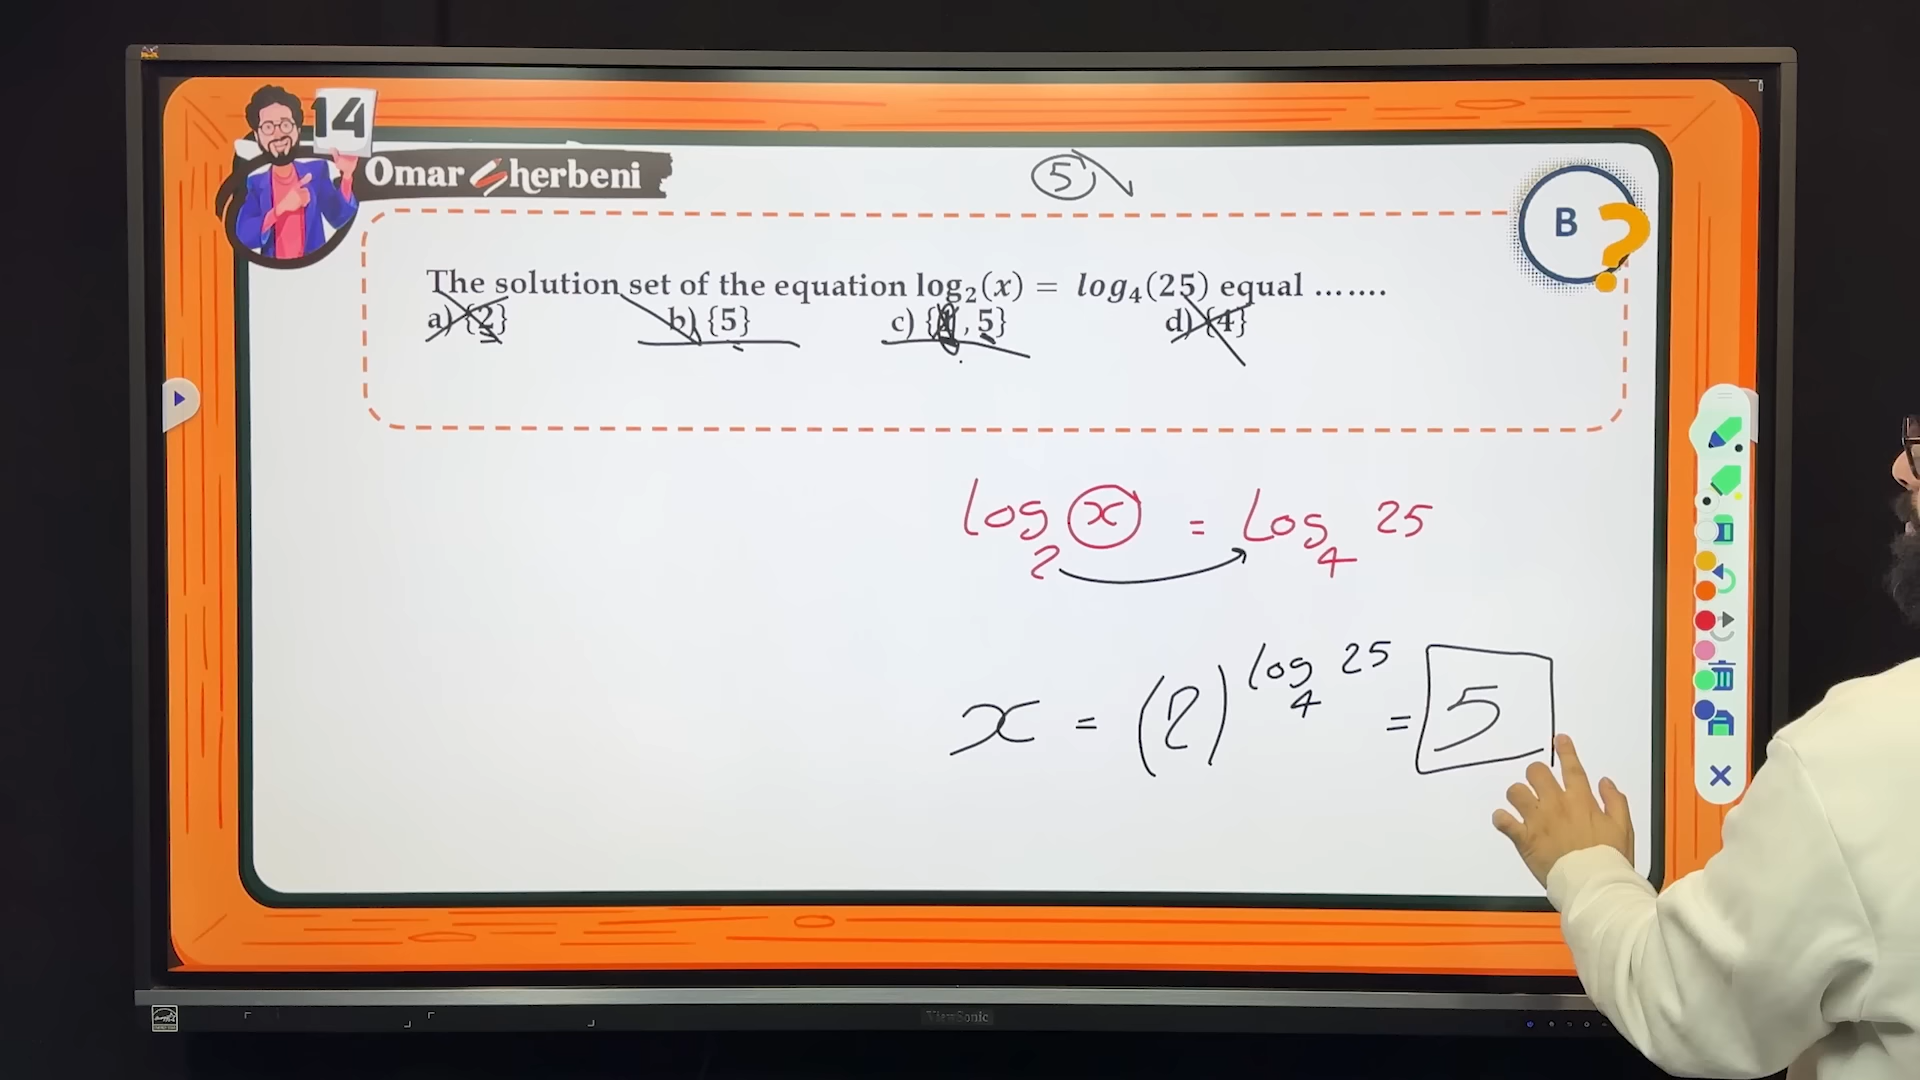 14
Omar Sherbeni
5
B ?
The solution set of the equation log₂(x) = log₄(25) equal .......
a) {2} b) {5} c) { , 5} d) {4}
log₂ x = log₄ 25
x = (2)^log₄ 25 = 5
ViewSonic